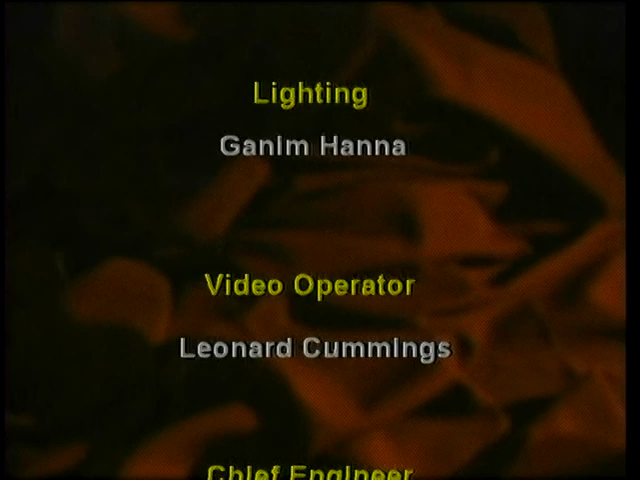 Lighting
Ganim Hanna
Video Operator
Leonard Cummings
Chief Engineer